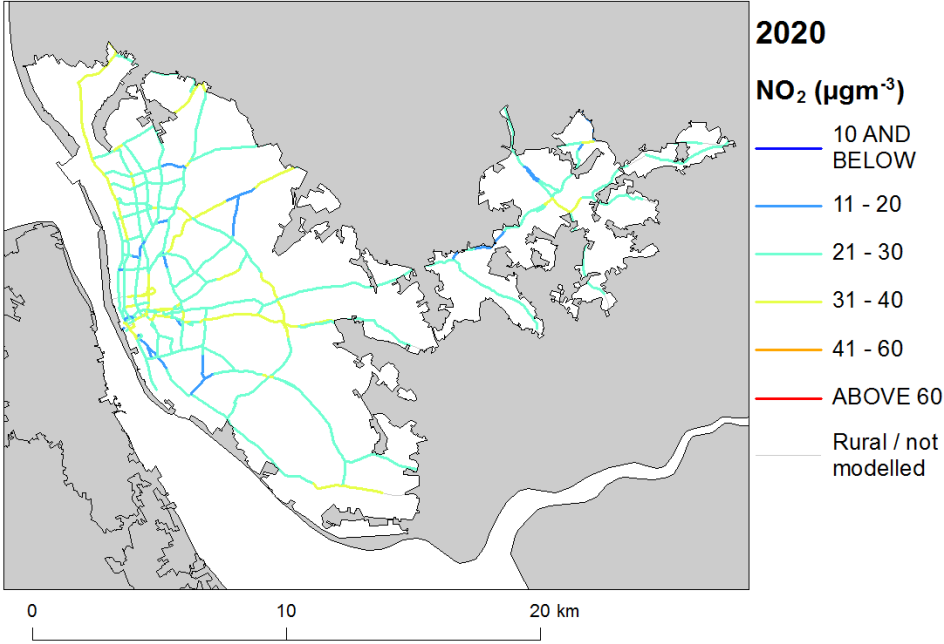 2020
NO₂ (µgm⁻³)
10 AND
BELOW
11 - 20
21 - 30
31 - 40
41 - 60
ABOVE 60
Rural / not
modelled
0 10 20 km